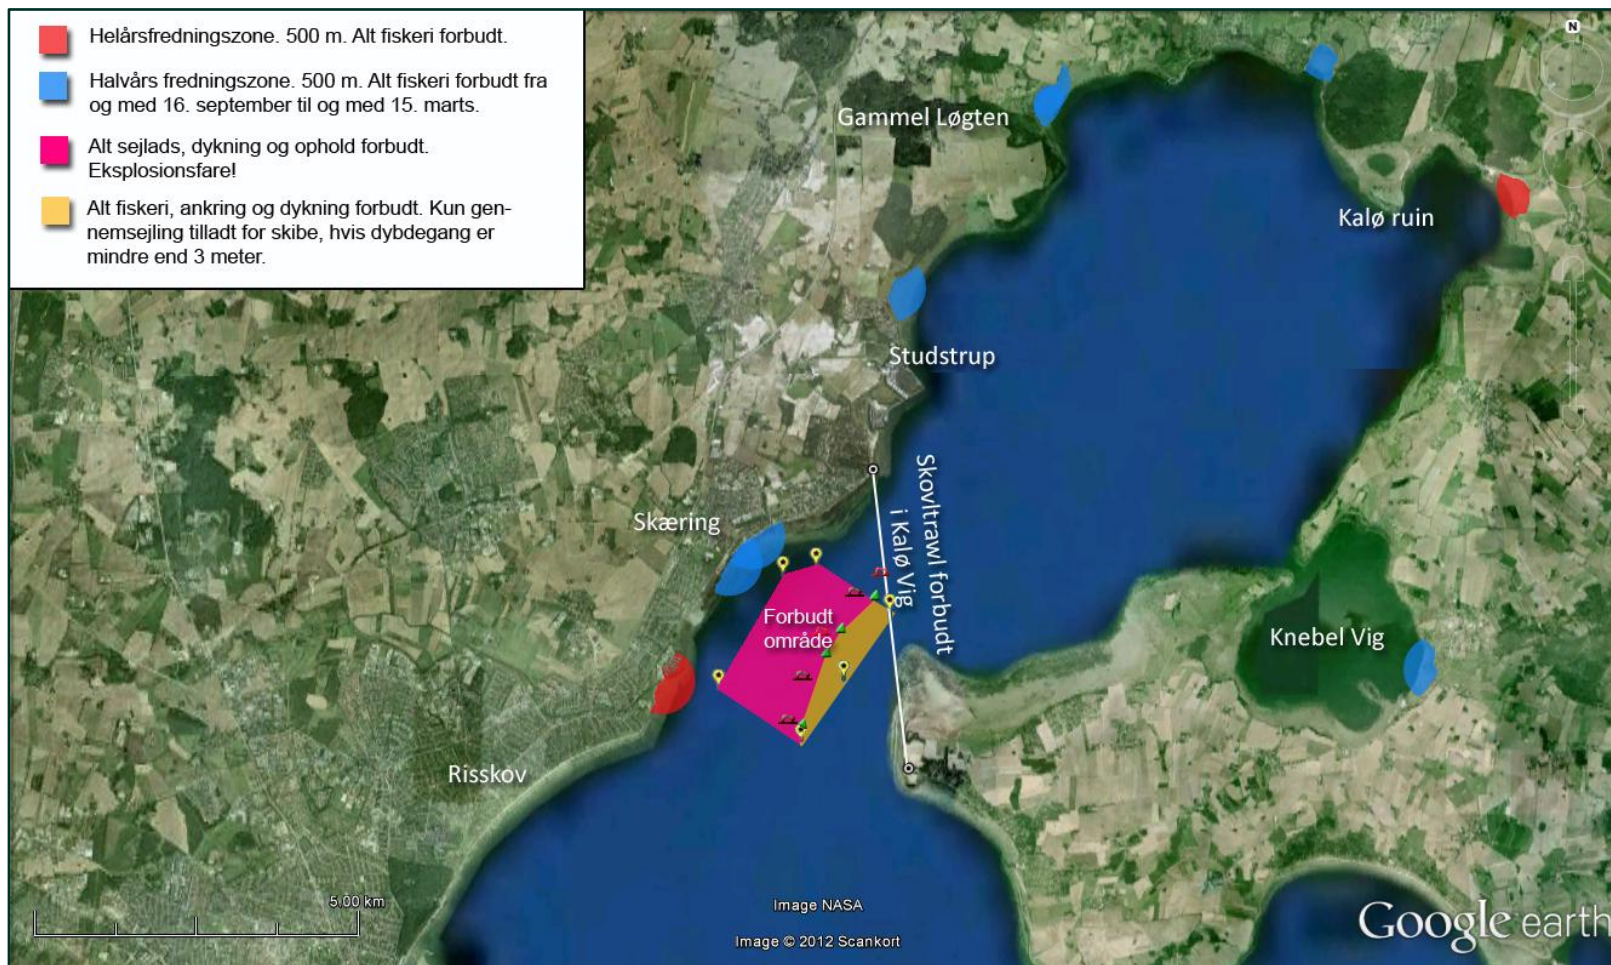 Helårsfredningszone. 500 m. Alt fiskeri forbudt.
Halvårs fredningszone. 500 m. Alt fiskeri forbudt fra
og med 16. september til og med 15. marts.
Alt sejlads, dykning og ophold forbudt.
Eksplosionsfare!
Alt fiskeri, ankring og dykning forbudt. Kun gen-
nemsejling tilladt for skibe, hvis dybdegang er
mindre end 3 meter.
N
Gammel Løgten
Kalø ruin
Studstrup
Skovltrawl forbudt
i Kalø Vig
Skæring
Forbudt
område
Knebel Vig
Risskov
5,00 km
Image NASA
Image © 2012 Scankort
Google earth